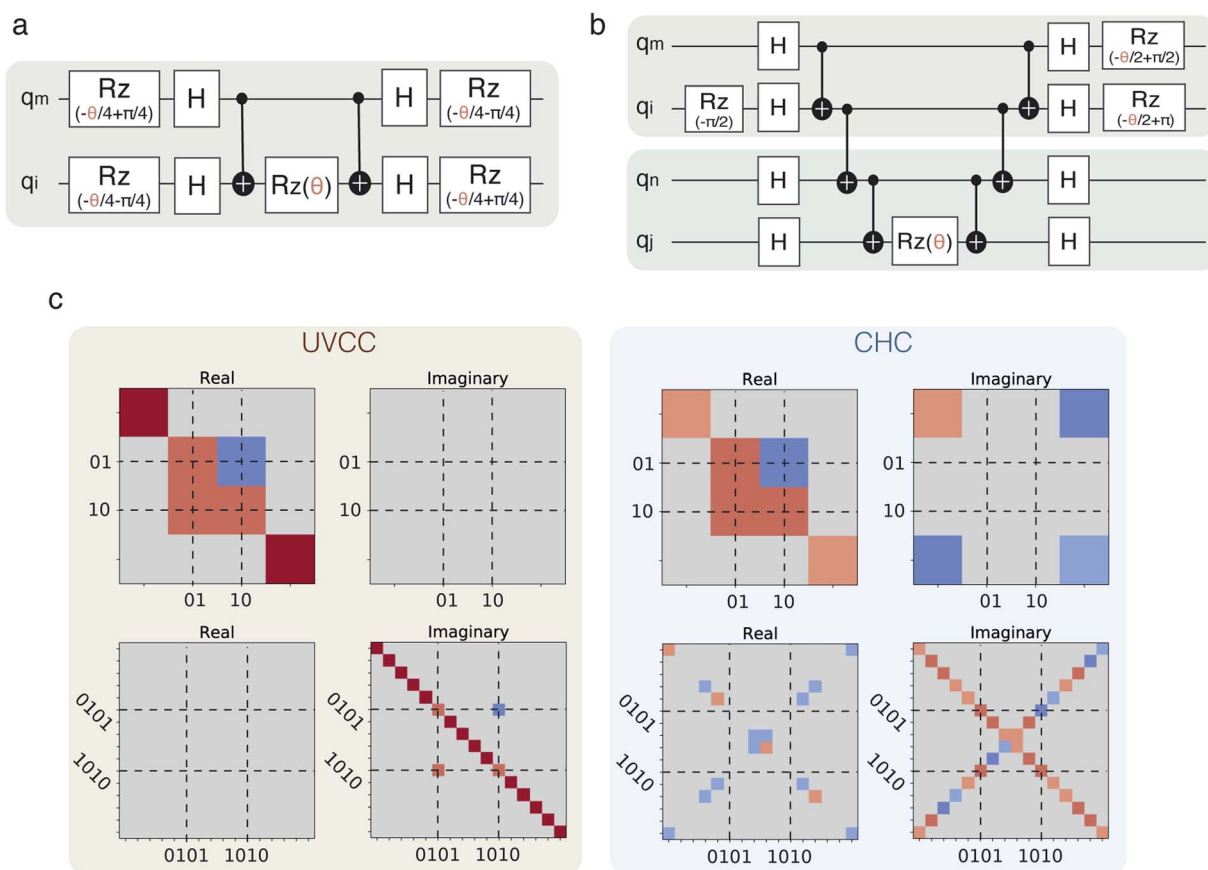 a
qm Rz (-θ/4+π/4) H H Rz (-θ/4-π/4)
qi Rz (-θ/4-π/4) H Rz(θ) H Rz (-θ/4+π/4)
b
qm H H Rz (-θ/2+π/2)
qi Rz (-π/2) H H Rz (-θ/2+π)
qn H H
qj H Rz(θ) H
c
UVCC
Real Imaginary
01 01
10 10
01 10 01 10
Real Imaginary
0101 0101
1010 1010
0101 1010 0101 1010
CHC
Real Imaginary
01 01
10 10
01 10 01 10
Real Imaginary
0101 0101
1010 1010
0101 1010 0101 1010